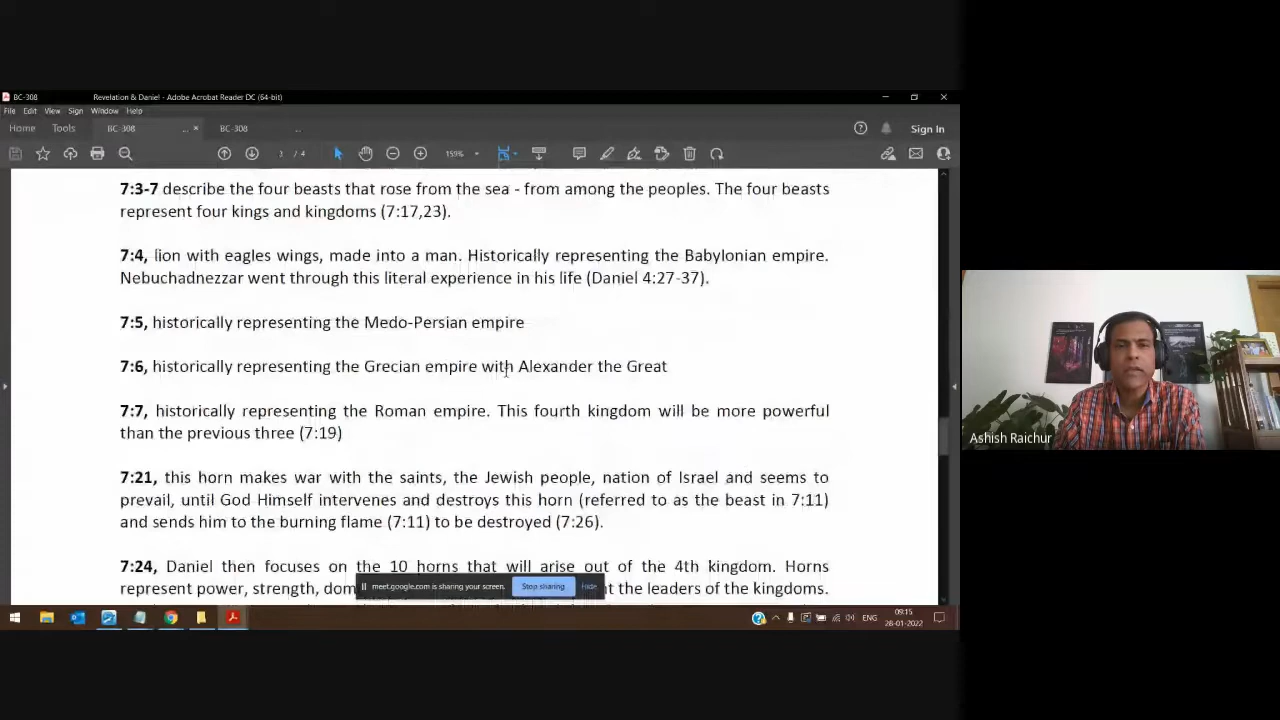 BC-308 Revelation & Daniel - Adobe Acrobat Reader DC (64-bit)
File Edit View Sign Window Help
Home Tools BC-308 ... × BC-308 ... Sign In
/ 4 159%
7:3-7 describe the four beasts that rose from the sea - from among the peoples. The four beasts
represent four kings and kingdoms (7:17,23).
7:4, lion with eagles wings, made into a man. Historically representing the Babylonian empire.
Nebuchadnezzar went through this literal experience in his life (Daniel 4:27-37).
7:5, historically representing the Medo-Persian empire
7:6, historically representing the Grecian empire with Alexander the Great
7:7, historically representing the Roman empire. This fourth kingdom will be more powerful
than the previous three (7:19)
7:21, this horn makes war with the saints, the Jewish people, nation of Israel and seems to
prevail, until God Himself intervenes and destroys this horn (referred to as the beast in 7:11)
and sends him to the burning flame (7:11) to be destroyed (7:26).
7:24, Daniel then focuses on the 10 horns that will arise out of the 4th kingdom. Horns
represent power, strength, the leaders of the kingdoms.
meet.google.com is sharing your screen. Stop sharing Hide
ENG 09:15
28-01-2022
Ashish Raichur